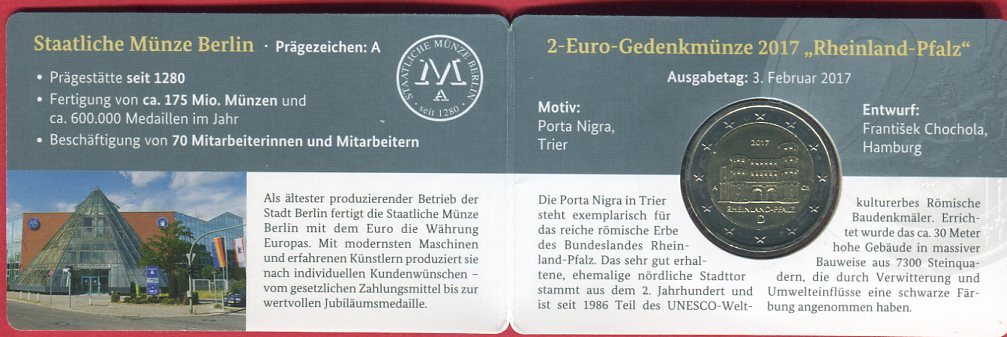 Staatliche Münze Berlin · Prägezeichen: A
• Prägestätte seit 1280
• Fertigung von ca. 175 Mio. Münzen und
ca. 600.000 Medaillen im Jahr
• Beschäftigung von 70 Mitarbeiterinnen und Mitarbeitern
STAATLICHE MÜNZE BERLIN
M
A
· seit 1280 ·
Als ältester produzierender Betrieb der
Stadt Berlin fertigt die Staatliche Münze
Berlin mit dem Euro die Währung
Europas. Mit modernsten Maschinen
und erfahrenen Künstlern produziert sie
nach individuellen Kundenwünschen –
vom gesetzlichen Zahlungsmittel bis zur
wertvollen Jubiläumsmedaille.
2-Euro-Gedenkmünze 2017 „Rheinland-Pfalz“
Ausgabetag: 3. Februar 2017
Motiv:
Porta Nigra,
Trier
Entwurf:
František Chochola,
Hamburg
2017
A
RHEINLAND-PFALZ
D
Die Porta Nigra in Trier
steht exemplarisch für
das reiche römische Erbe
des Bundeslandes Rhein-
land-Pfalz. Das sehr gut erhal-
tene, ehemalige nördliche Stadttor
stammt aus dem 2. Jahrhundert und
ist seit 1986 Teil des UNESCO-Welt-
kulturerbes Römische
Baudenkmäler. Errich-
tet wurde das ca. 30 Meter
hohe Gebäude in massiver
Bauweise aus 7300 Steinqua-
dern, die durch Verwitterung und
Umwelteinflüsse eine schwarze Fär-
bung angenommen haben.